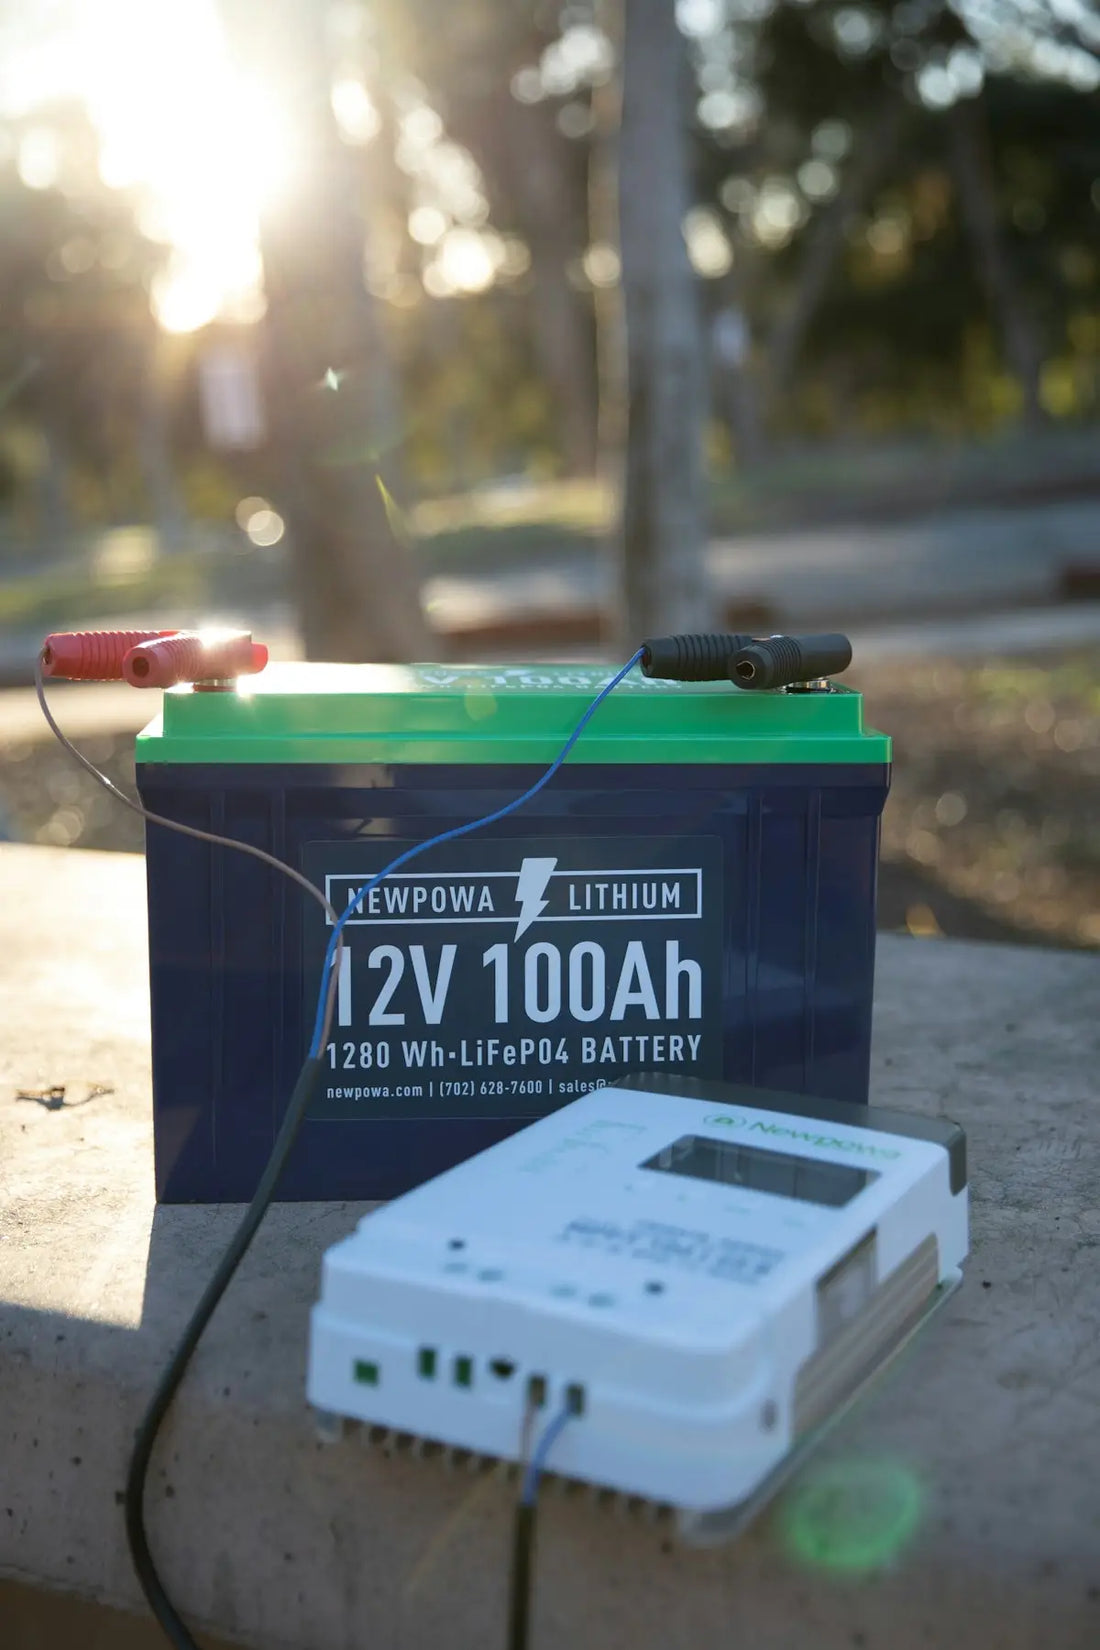 NEWPOWA LITHIUM
12V 100Ah
1280 Wh·LiFePO4 BATTERY
newpowa.com | (702) 628-7600 | sales@
Newpowa